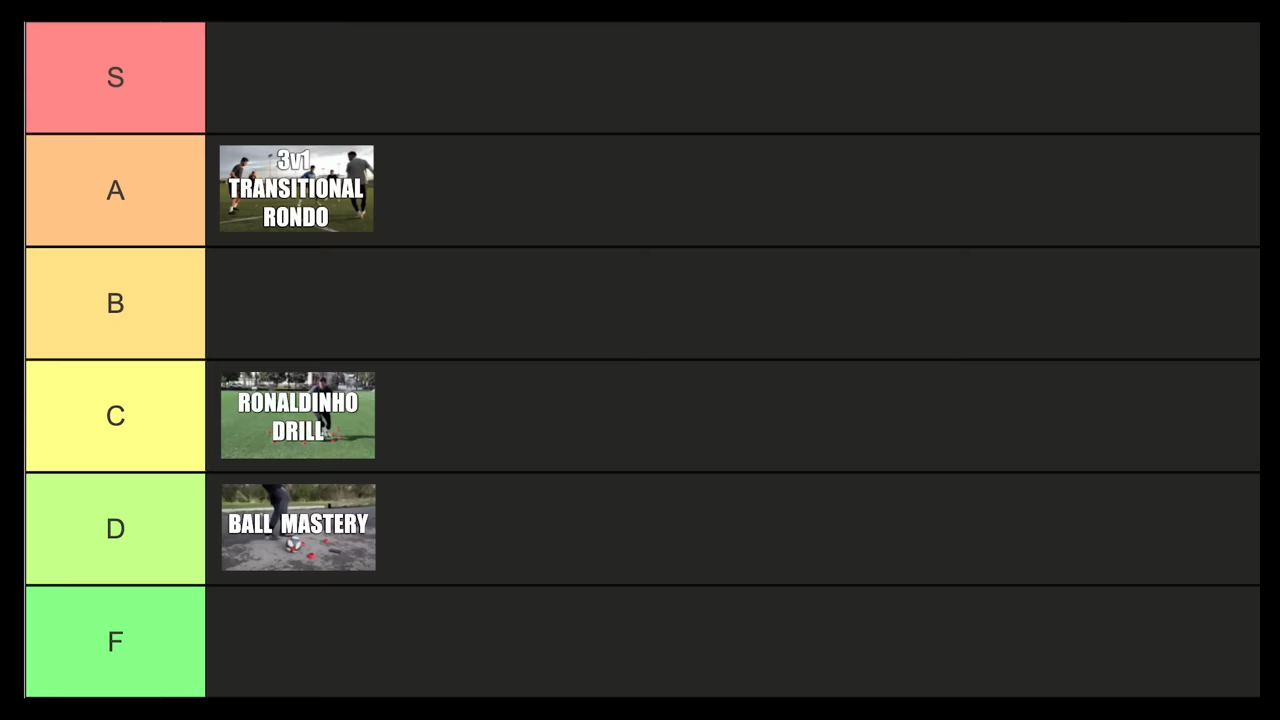 S
A
3v1
TRANSITIONAL
RONDO
B
C
RONALDINHO
DRILL
D
BALL MASTERY
F